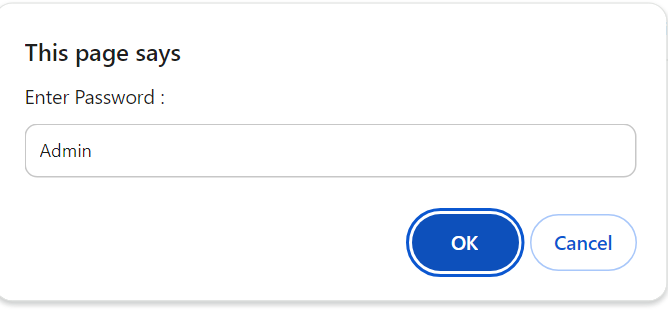 This page says
Enter Password :
Admin
OK
Cancel